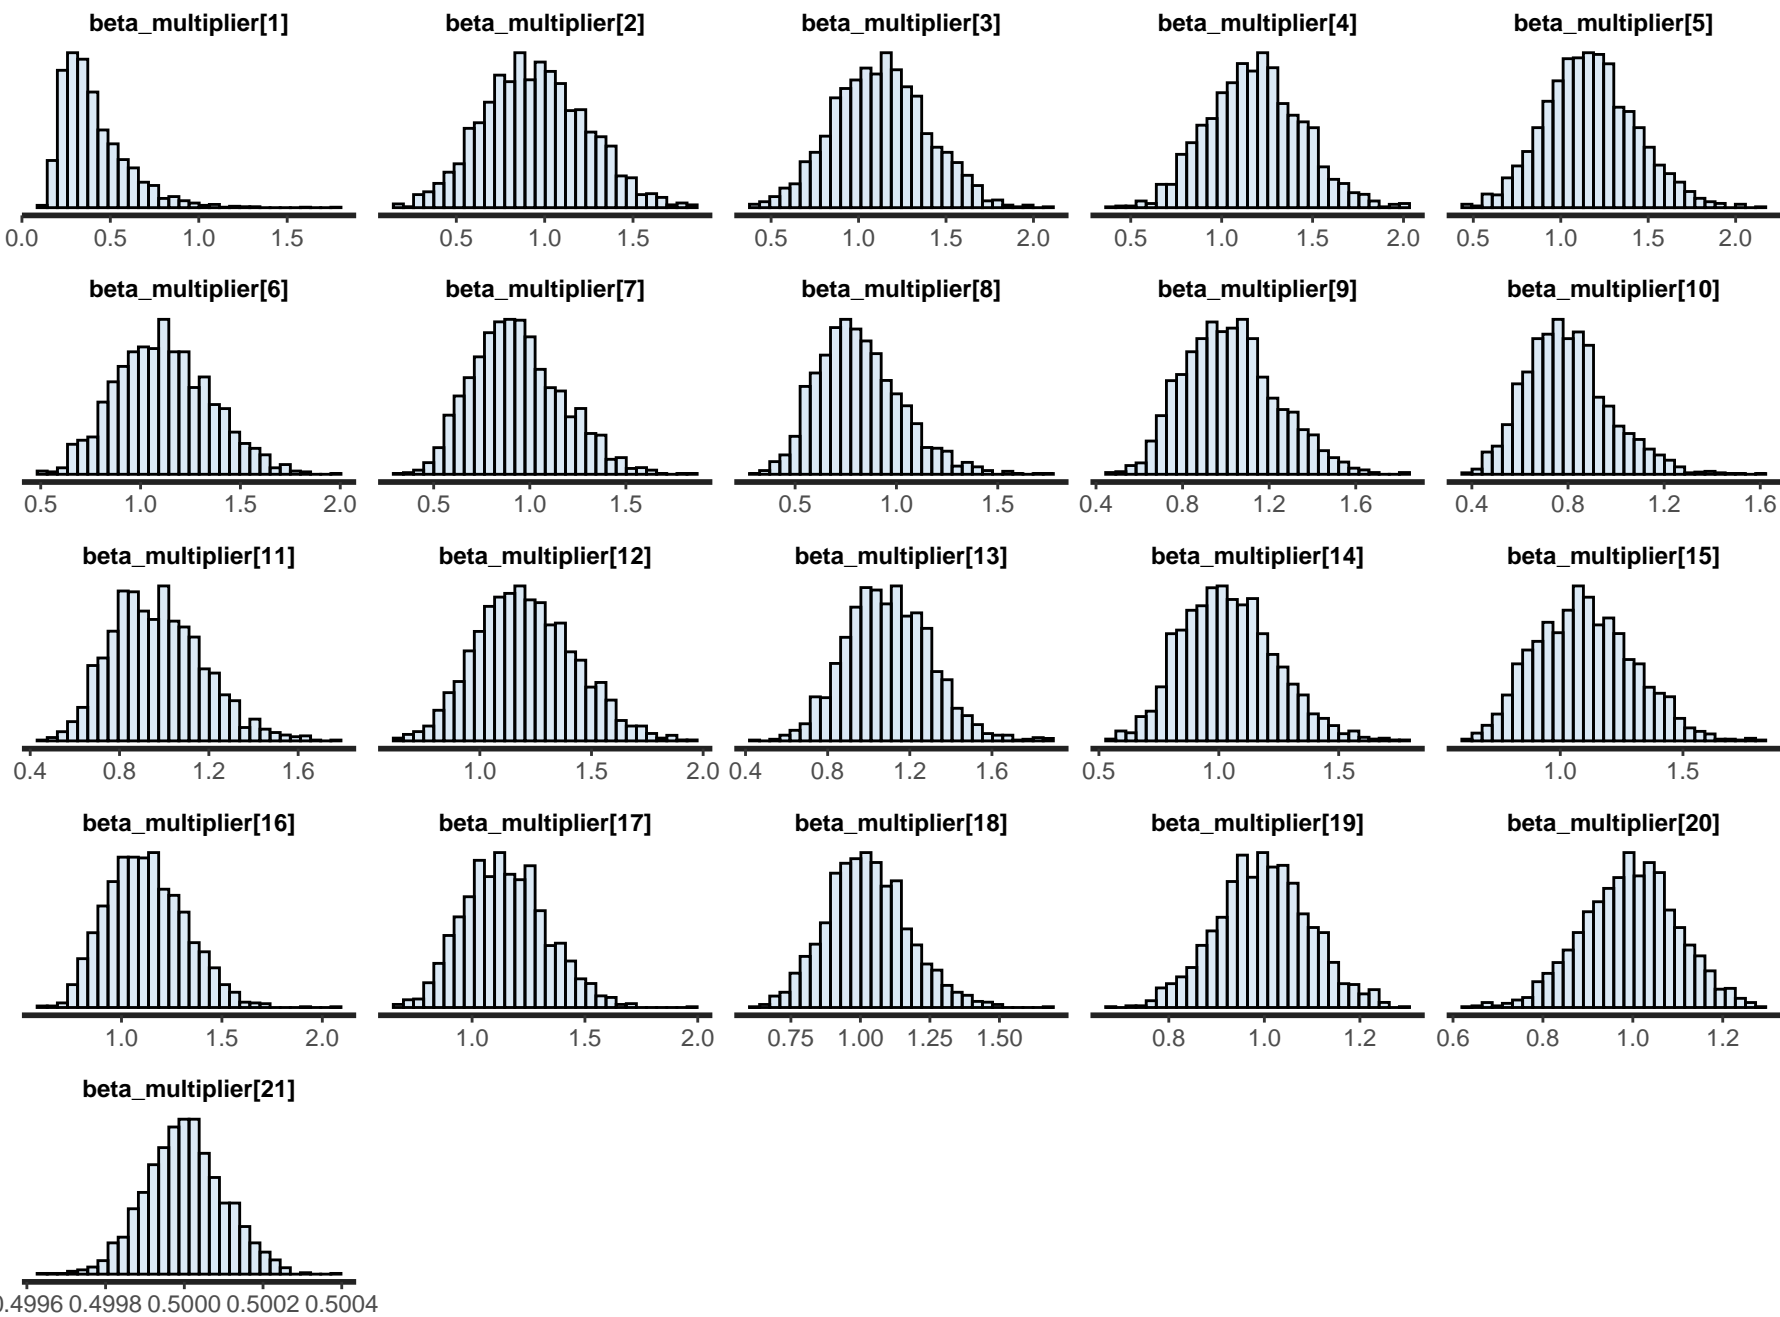 beta_multiplier[1] beta_multiplier[2] beta_multiplier[3] beta_multiplier[4] beta_multiplier[5]
0.0 0.5 1.0 1.5 0.5 1.0 1.5 0.5 1.0 1.5 2.0 0.5 1.0 1.5 2.0 0.5 1.0 1.5 2.0
beta_multiplier[6] beta_multiplier[7] beta_multiplier[8] beta_multiplier[9] beta_multiplier[10]
0.5 1.0 1.5 2.0 0.5 1.0 1.5 0.5 1.0 1.5 0.4 0.8 1.2 1.6 0.4 0.8 1.2 1.6
beta_multiplier[11] beta_multiplier[12] beta_multiplier[13] beta_multiplier[14] beta_multiplier[15]
0.4 0.8 1.2 1.6 1.0 1.5 2.0 0.4 0.8 1.2 1.6 0.5 1.0 1.5 1.0 1.5
beta_multiplier[16] beta_multiplier[17] beta_multiplier[18] beta_multiplier[19] beta_multiplier[20]
1.0 1.5 2.0 1.0 1.5 2.0 0.75 1.00 1.25 1.50 0.8 1.0 1.2 0.6 0.8 1.0 1.2
beta_multiplier[21]
0.4996 0.4998 0.5000 0.5002 0.5004